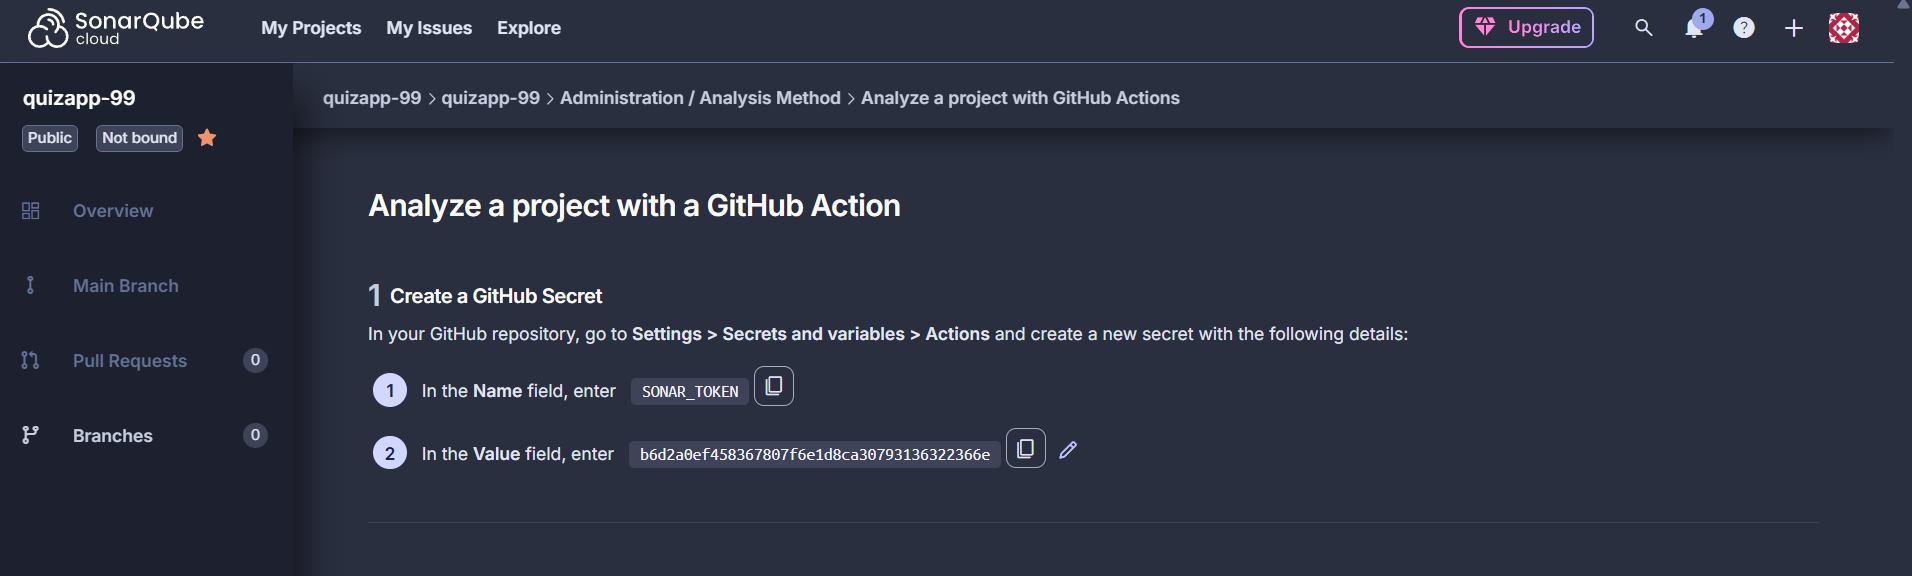 SonarQube cloud
My Projects My Issues Explore
Upgrade
1
?
quizapp-99
Public Not bound
quizapp-99 > quizapp-99 > Administration / Analysis Method > Analyze a project with GitHub Actions
Overview
Main Branch
Pull Requests 0
Branches 0
Analyze a project with a GitHub Action
1 Create a GitHub Secret
In your GitHub repository, go to Settings > Secrets and variables > Actions and create a new secret with the following details:
1 In the Name field, enter SONAR_TOKEN
2 In the Value field, enter b6d2a0ef458367807f6e1d8ca30793136322366e